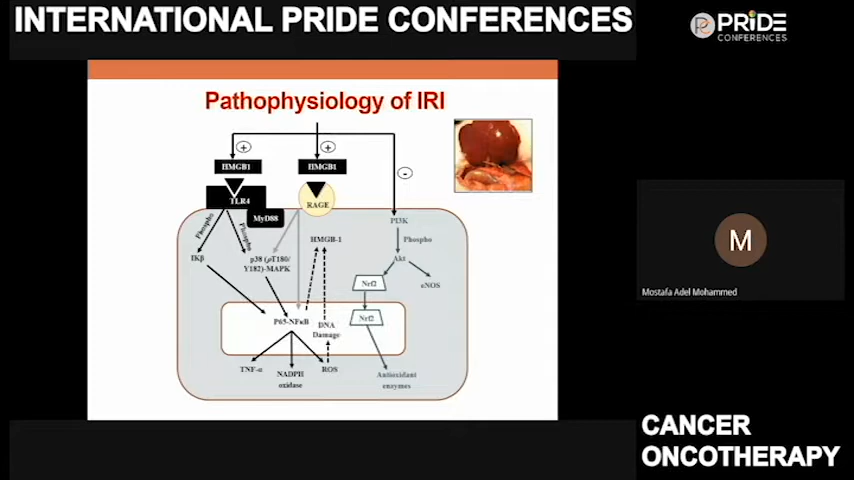 INTERNATIONAL PRIDE CONFERENCES
PRIDE
CONFERENCES
Pathophysiology of IRI
+
+
-
HMGB1
HMGB1
TLR4
RAGE
MyD88
Phospho
Phospho
PI3K
Phospho
IKβ
p38 (pT180/
Y182)-MAPK
HMGB-1
Akt
Nrf2
eNOS
Nrf2
P65-NFκB
DNA
Damage
TNF-α
NADPH
oxidase
ROS
Antioxidant
enzymes
M
Mostafa Adel Mohammed
CANCER
ONCOTHERAPY